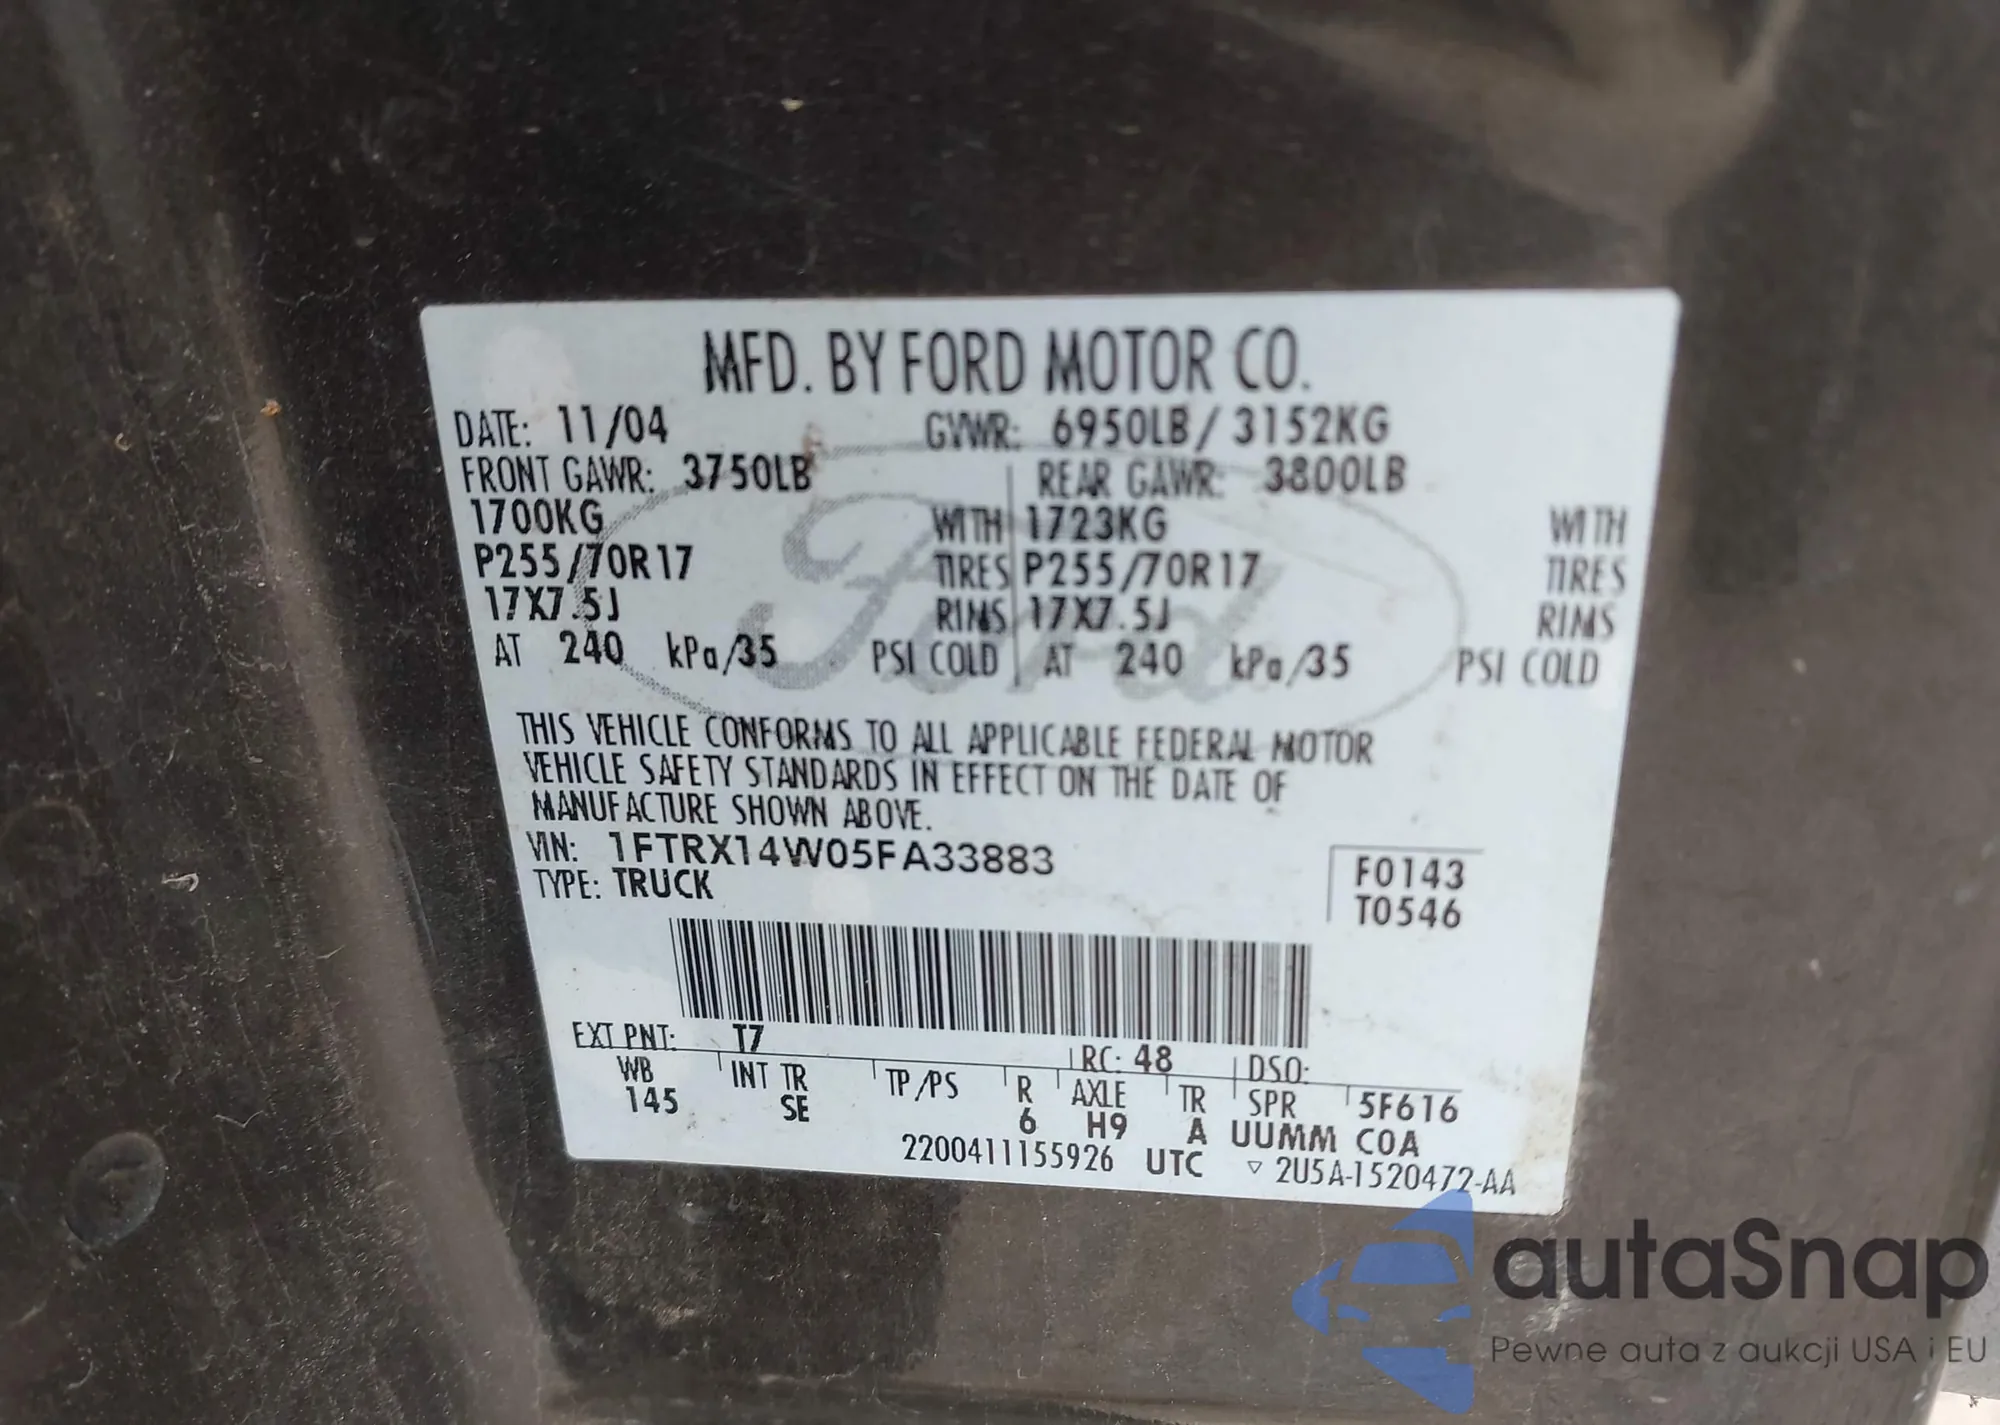 MFD. BY FORD MOTOR CO.
DATE: 11/04 GVWR: 6950LB / 3152KG
FRONT GAWR: 3750LB REAR GAWR: 3800LB
1700KG WITH 1723KG WITH
P255/70R17 TIRES P255/70R17 TIRES
17X7.5J RIMS 17X7.5J RIMS
AT 240 kPa/35 PSI COLD AT 240 kPa/35 PSI COLD
Ford
THIS VEHICLE CONFORMS TO ALL APPLICABLE FEDERAL MOTOR
VEHICLE SAFETY STANDARDS IN EFFECT ON THE DATE OF
MANUFACTURE SHOWN ABOVE.
VIN: 1FTRX14W05FA33883
TYPE: TRUCK
F0143
T0546
EXT PNT: T7 RC: 48 DSO:
WB INT TR TP/PS R AXLE TR SPR 5F616
145 SE 6 H9 A UUMM COA
2200411155926 UTC ▽ 2U5A-1520472-AA
autaSnap
Pewne auta z aukcji USA i EU